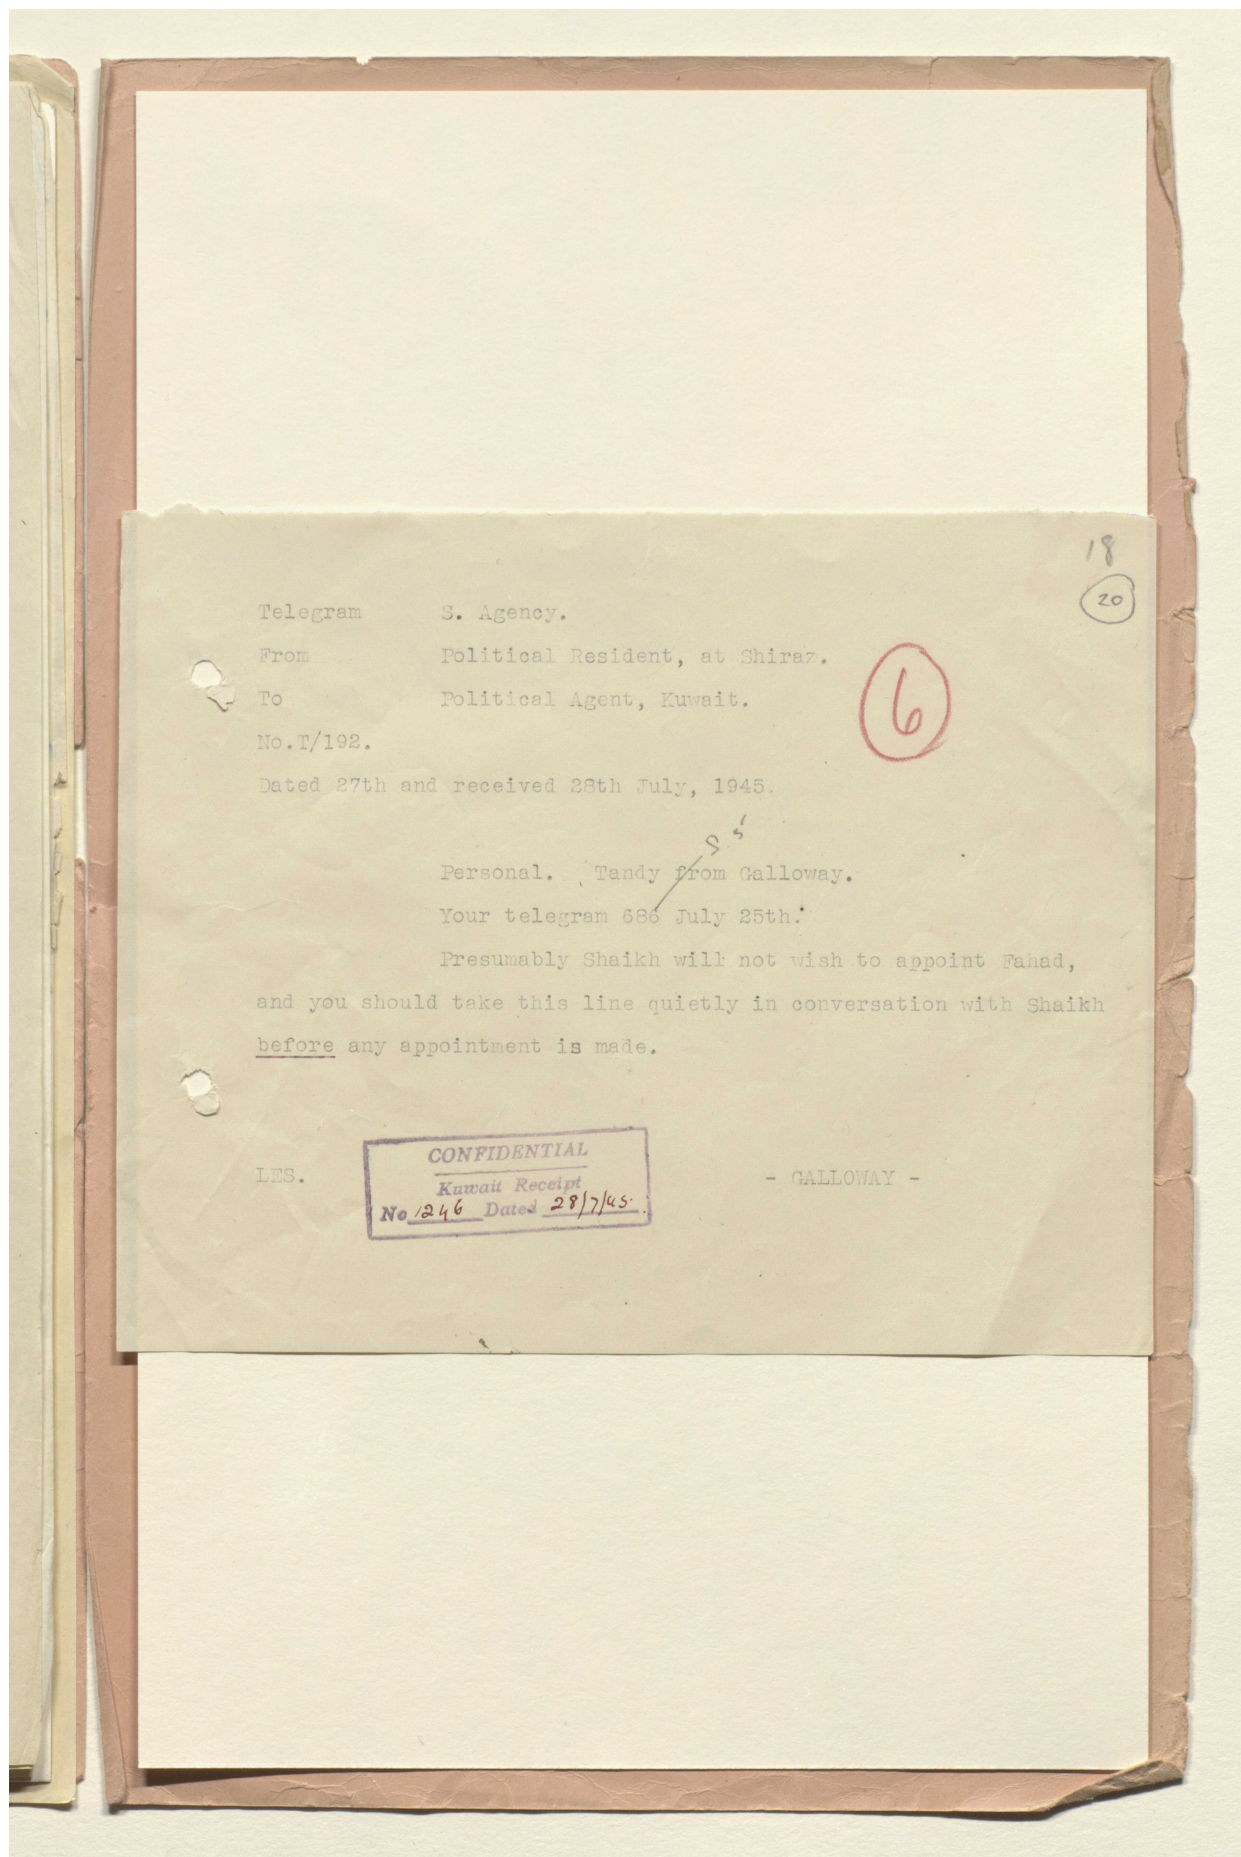 18
20
Telegram S. Agency.
From Political Resident, at Shiraz.
To Political Agent, Kuwait.
6
No.T/192.
Dated 27th and received 28th July, 1945.
Personal. Tandy from Galloway.
Your telegram 686 July 25th.
Presumably Shaikh will not wish to appoint Fahad,
and you should take this line quietly in conversation with Shaikh
before any appointment is made.
LES. - GALLOWAY -
CONFIDENTIAL
Kuwait Receipt
No 1246 Dated 28/7/45.